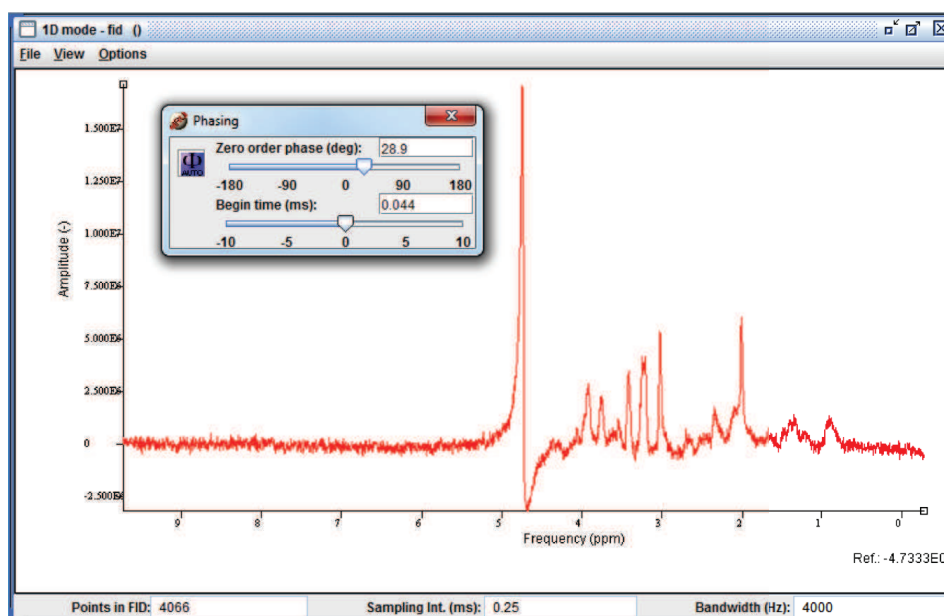 1D mode - fid ()
File View Options
Phasing
Zero order phase (deg): 28.9
AUTO
-180 -90 0 90 180
Begin time (ms): 0.044
-10 -5 0 5 10
1.500E7
1.250E7
1.000E7
7.500E6
5.000E6
2.500E6
0
-2.500E6
Amplitude (-)
9 8 7 6 5 4 3 2 1 0
Frequency (ppm)
Ref.: -4.7333E0
Points in FID: 4066 Sampling Int. (ms): 0.25 Bandwidth (Hz): 4000